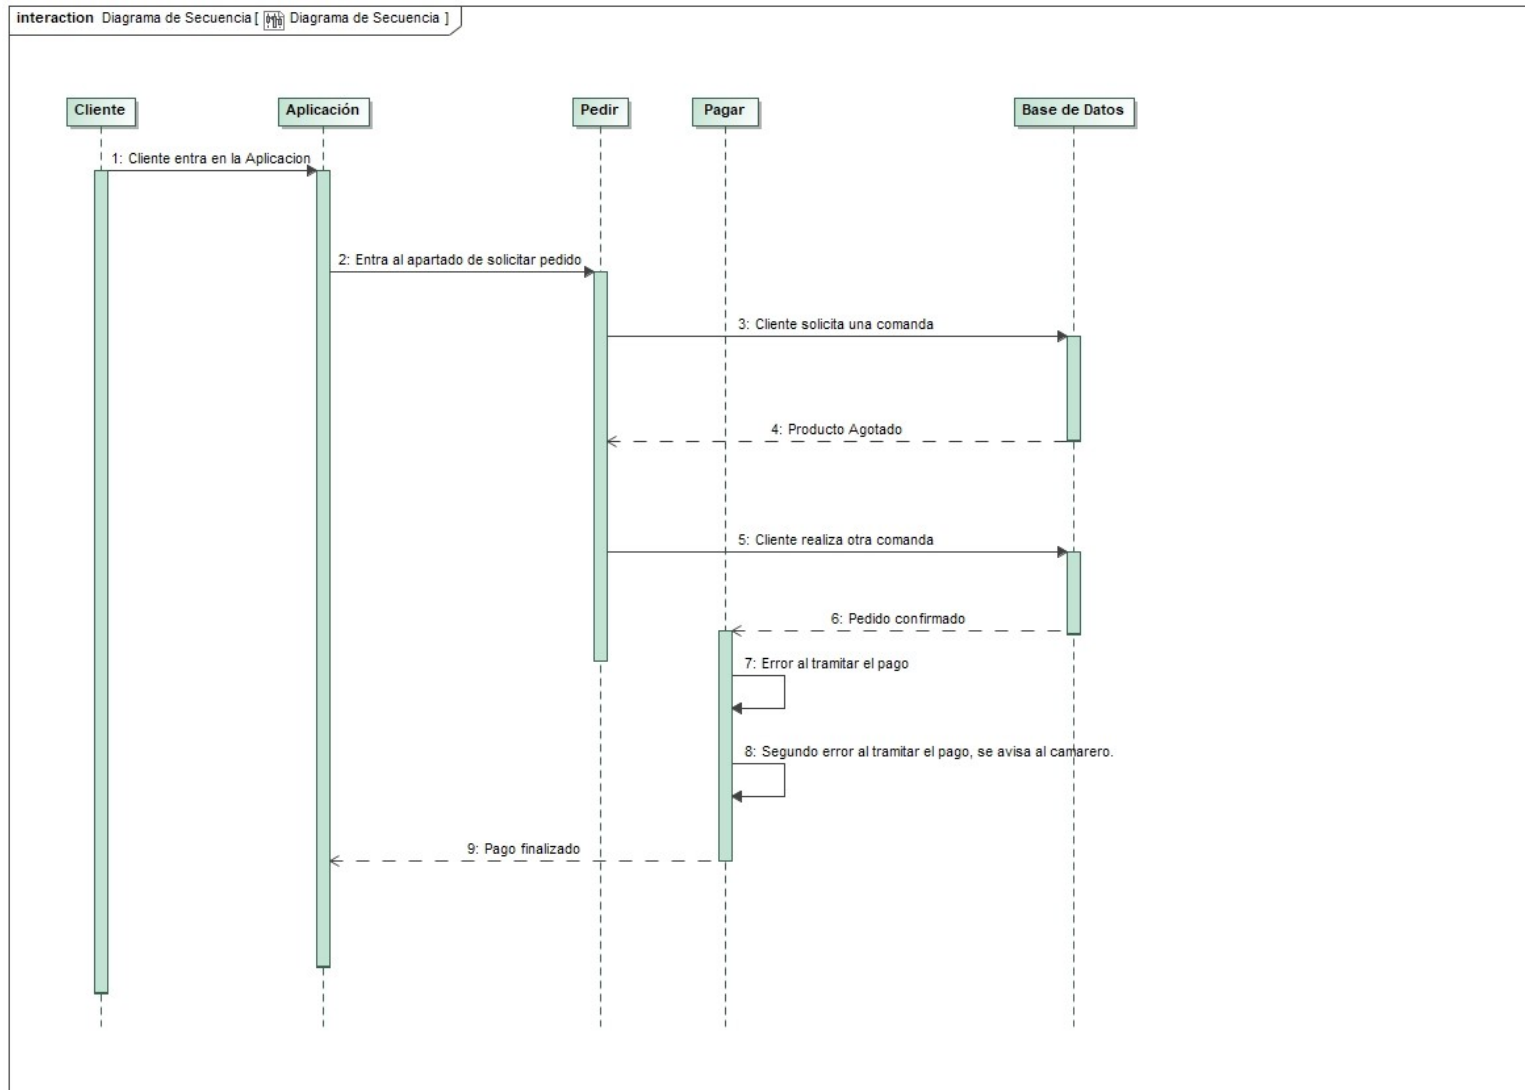 interaction Diagrama de Secuencia [ Diagrama de Secuencia ]
Cliente
Aplicación
Pedir
Pagar
Base de Datos
1: Cliente entra en la Aplicacion
2: Entra al apartado de solicitar pedido
3: Cliente solicita una comanda
4: Producto Agotado
5: Cliente realiza otra comanda
6: Pedido confirmado
7: Error al tramitar el pago
8: Segundo error al tramitar el pago, se avisa al camarero.
9: Pago finalizado